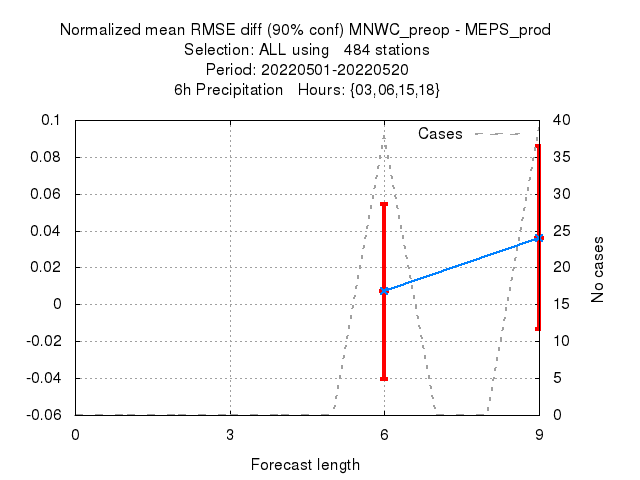 Normalized mean RMSE diff (90% conf) MNWC_preop - MEPS_prod
Selection: ALL using 484 stations
Period: 20220501-20220520
6h Precipitation Hours: {03,06,15,18}
Cases
0.1
0.08
0.06
0.04
0.02
0
-0.02
-0.04
-0.06
40
35
30
25
20
15
10
5
0
No cases
0 3 6 9
Forecast length